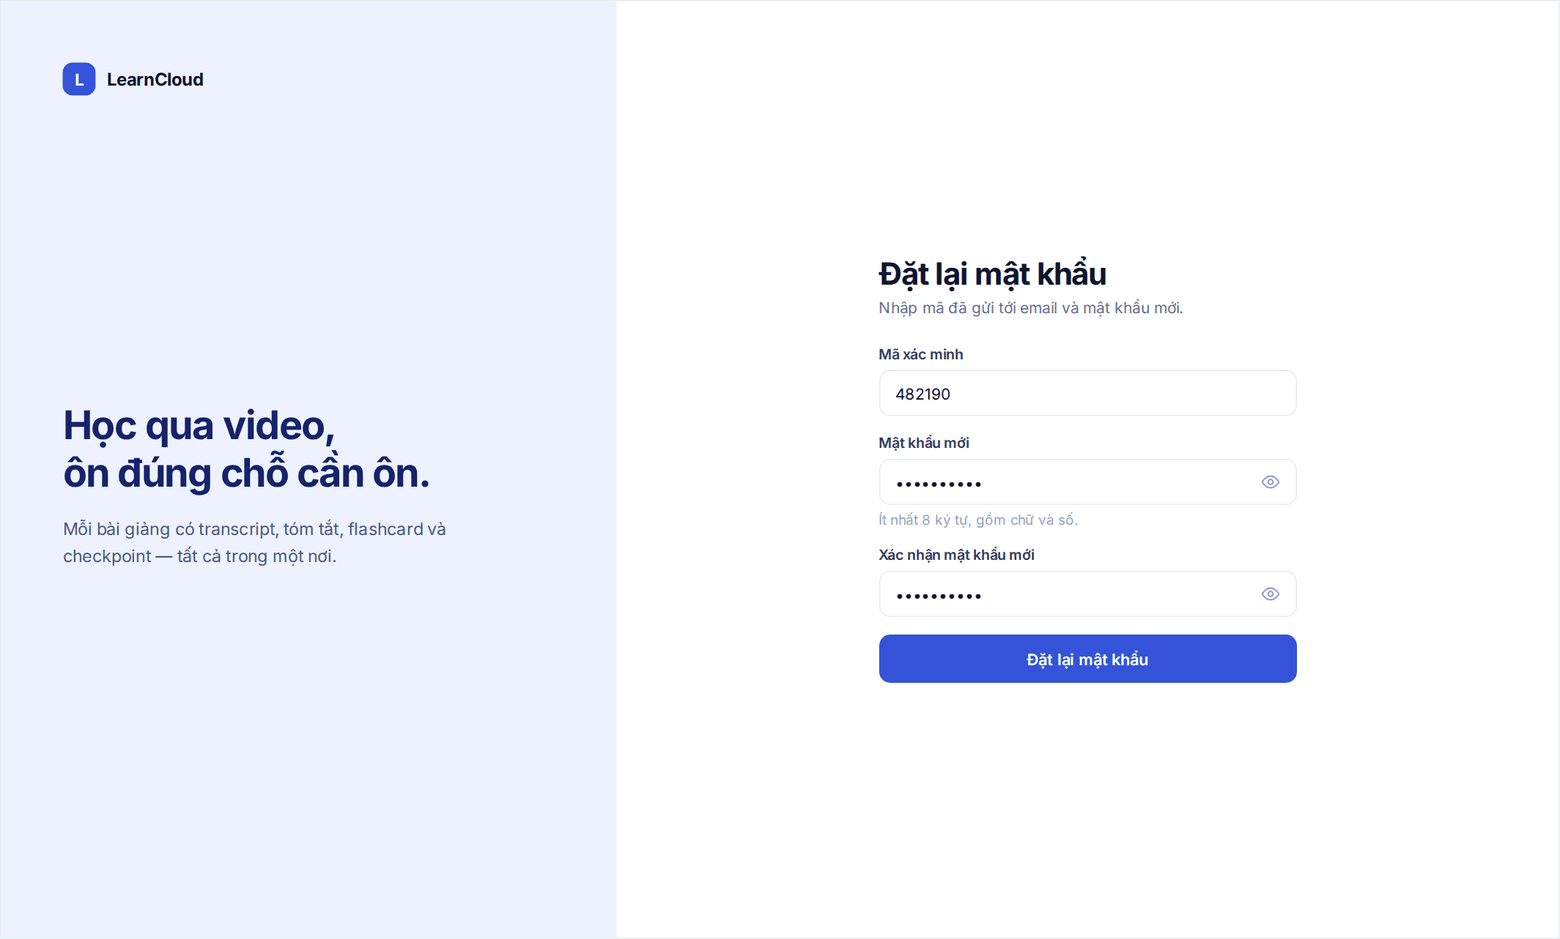 L LearnCloud
Học qua video,
ôn đúng chỗ cần ôn.
Mỗi bài giảng có transcript, tóm tắt, flashcard và
checkpoint — tất cả trong một nơi.
Đặt lại mật khẩu
Nhập mã đã gửi tới email và mật khẩu mới.
Mã xác minh
482190
Mật khẩu mới
••••••••••
Ít nhất 8 ký tự, gồm chữ và số.
Xác nhận mật khẩu mới
••••••••••
Đặt lại mật khẩu